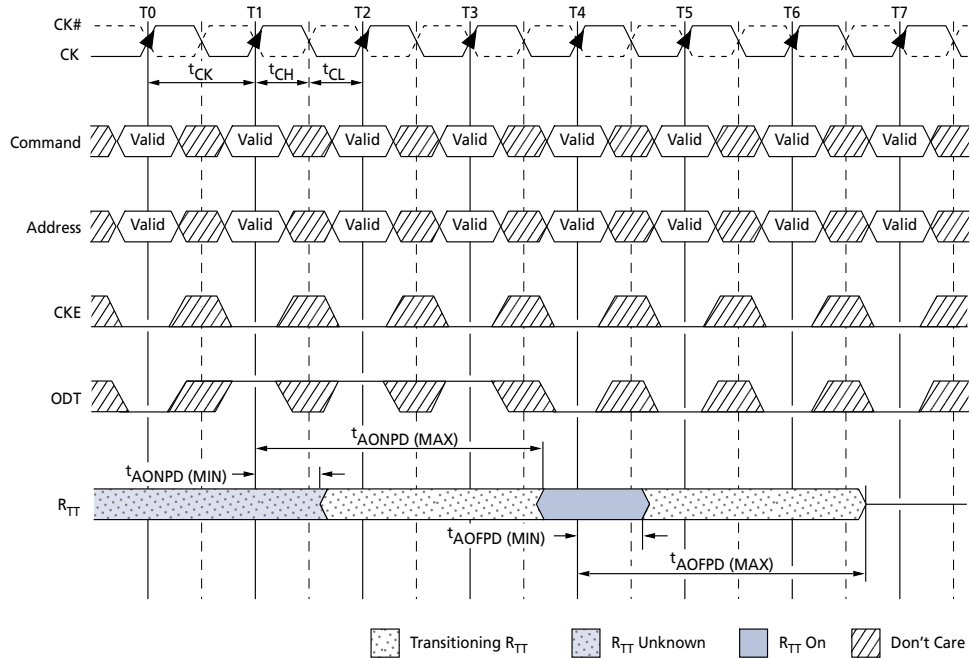 T0 T1 T2 T3 T4 T5 T6 T7
CK#
CK
tCK tCH tCL
Command Valid Valid Valid Valid Valid Valid Valid Valid
Address Valid Valid Valid Valid Valid Valid Valid Valid
CKE
ODT
tAONPD (MAX)
tAONPD (MIN)
RTT
tAOFPD (MIN)
tAOFPD (MAX)
Transitioning RTT RTT Unknown RTT On Don't Care